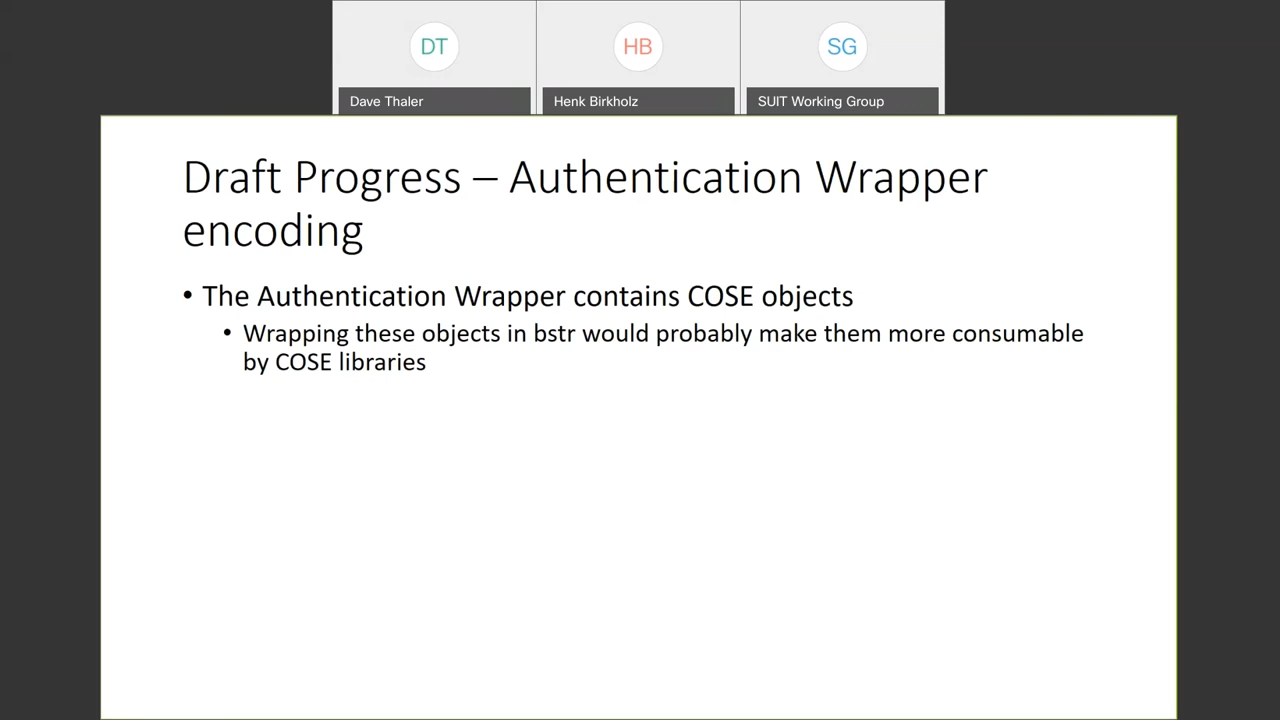 DT
HB
SG
Dave Thaler
Henk Birkholz
SUIT Working Group
Draft Progress – Authentication Wrapper
encoding
• The Authentication Wrapper contains COSE objects
• Wrapping these objects in bstr would probably make them more consumable
by COSE libraries